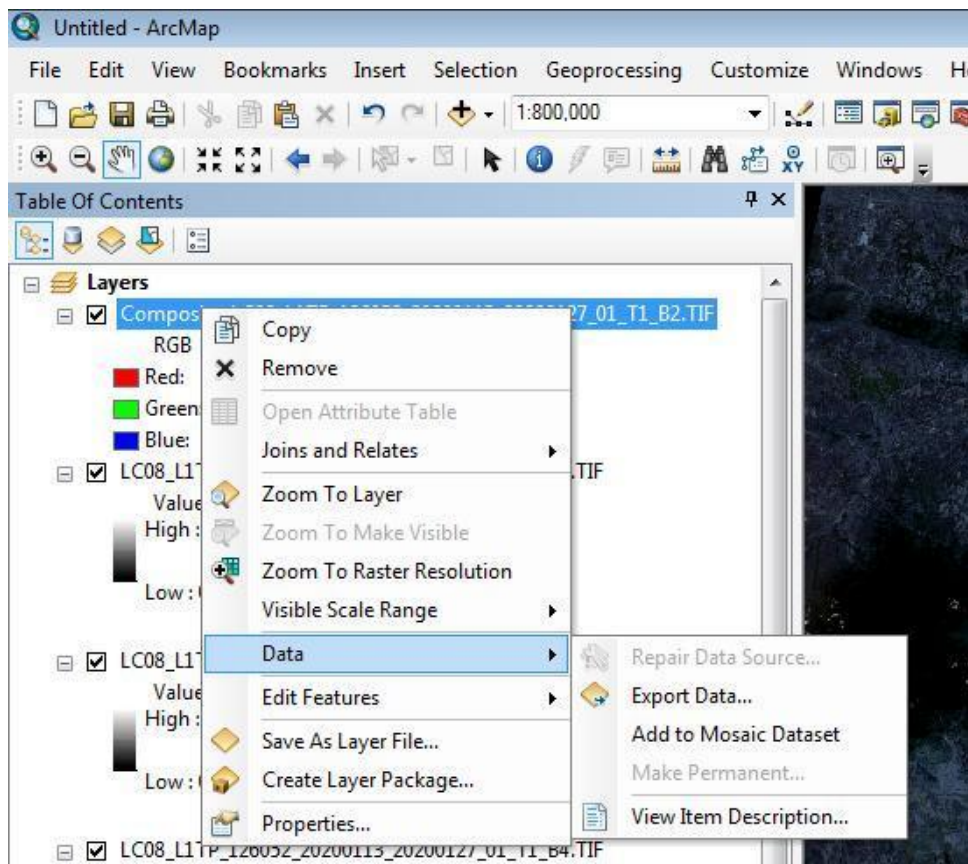 Untitled - ArcMap
File Edit View Bookmarks Insert Selection Geoprocessing Customize Windows
1:800,000
XY
Table Of Contents
Layers
27_01_T1_B2.TIF
Copy
RGB
Remove
Red:
Green
Open Attribute Table
Blue:
Joins and Relates
LC08_L1 .TIF
Value
Zoom To Layer
High :
Zoom To Make Visible
Zoom To Raster Resolution
Low :
Visible Scale Range
Data
Repair Data Source...
LC08_L1
Value
Edit Features
Export Data...
High :
Save As Layer File...
Add to Mosaic Dataset
Low :
Create Layer Package...
Make Permanent...
Properties...
View Item Description...
LC08_L1TP_126052_20200113_20200127_01_T1_B4.TIF